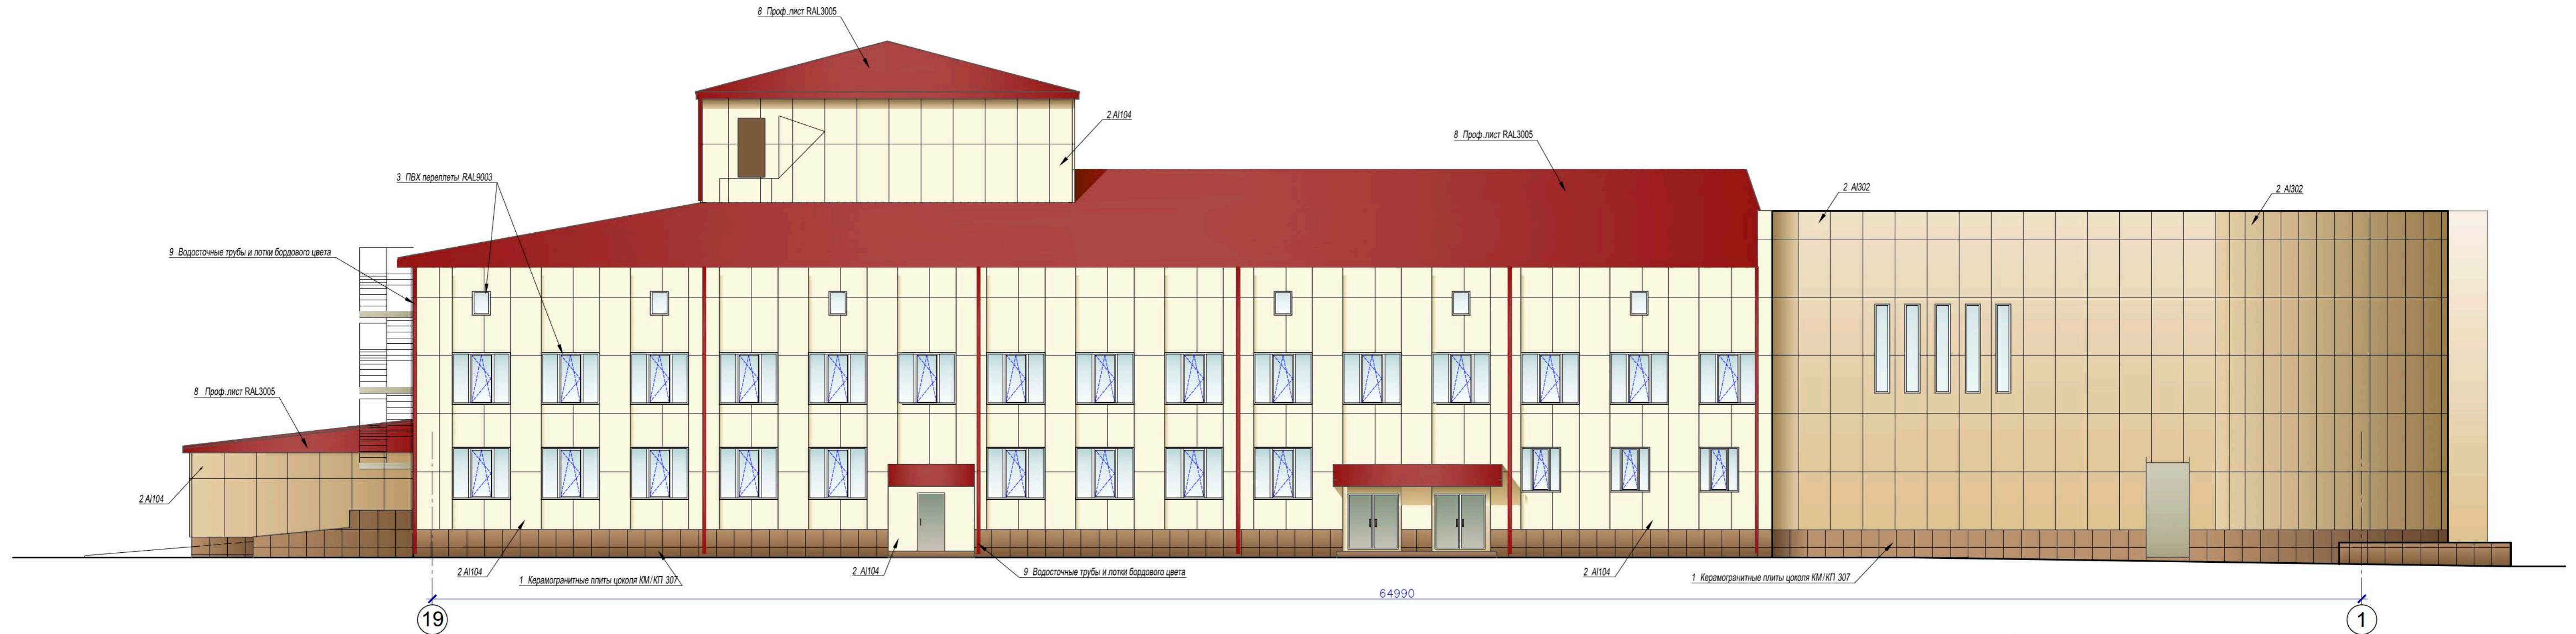 8 Проф.лист RAL3005
2 Al104
8 Проф.лист RAL3005
3 ПВХ переплеты RAL9003
2 Al302
2 Al302
9 Водосточные трубы и лотки бордового цвета
8 Проф.лист RAL3005
2 Al104
2 Al104
1 Керамогранитные плиты цоколя КМ/КП 307
2 Al104
9 Водосточные трубы и лотки бордового цвета
2 Al104
1 Керамогранитные плиты цоколя КМ/КП 307
64990
19
1